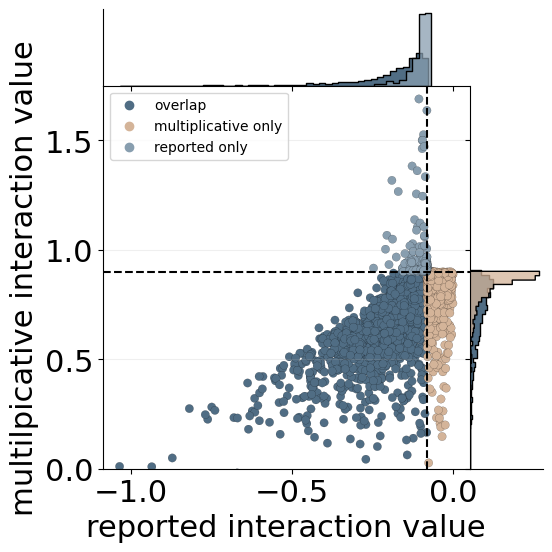 overlap
multiplicative only
reported only
multilpicative interaction value
1.5
1.0
0.5
0.0
−1.0
−0.5
0.0
reported interaction value